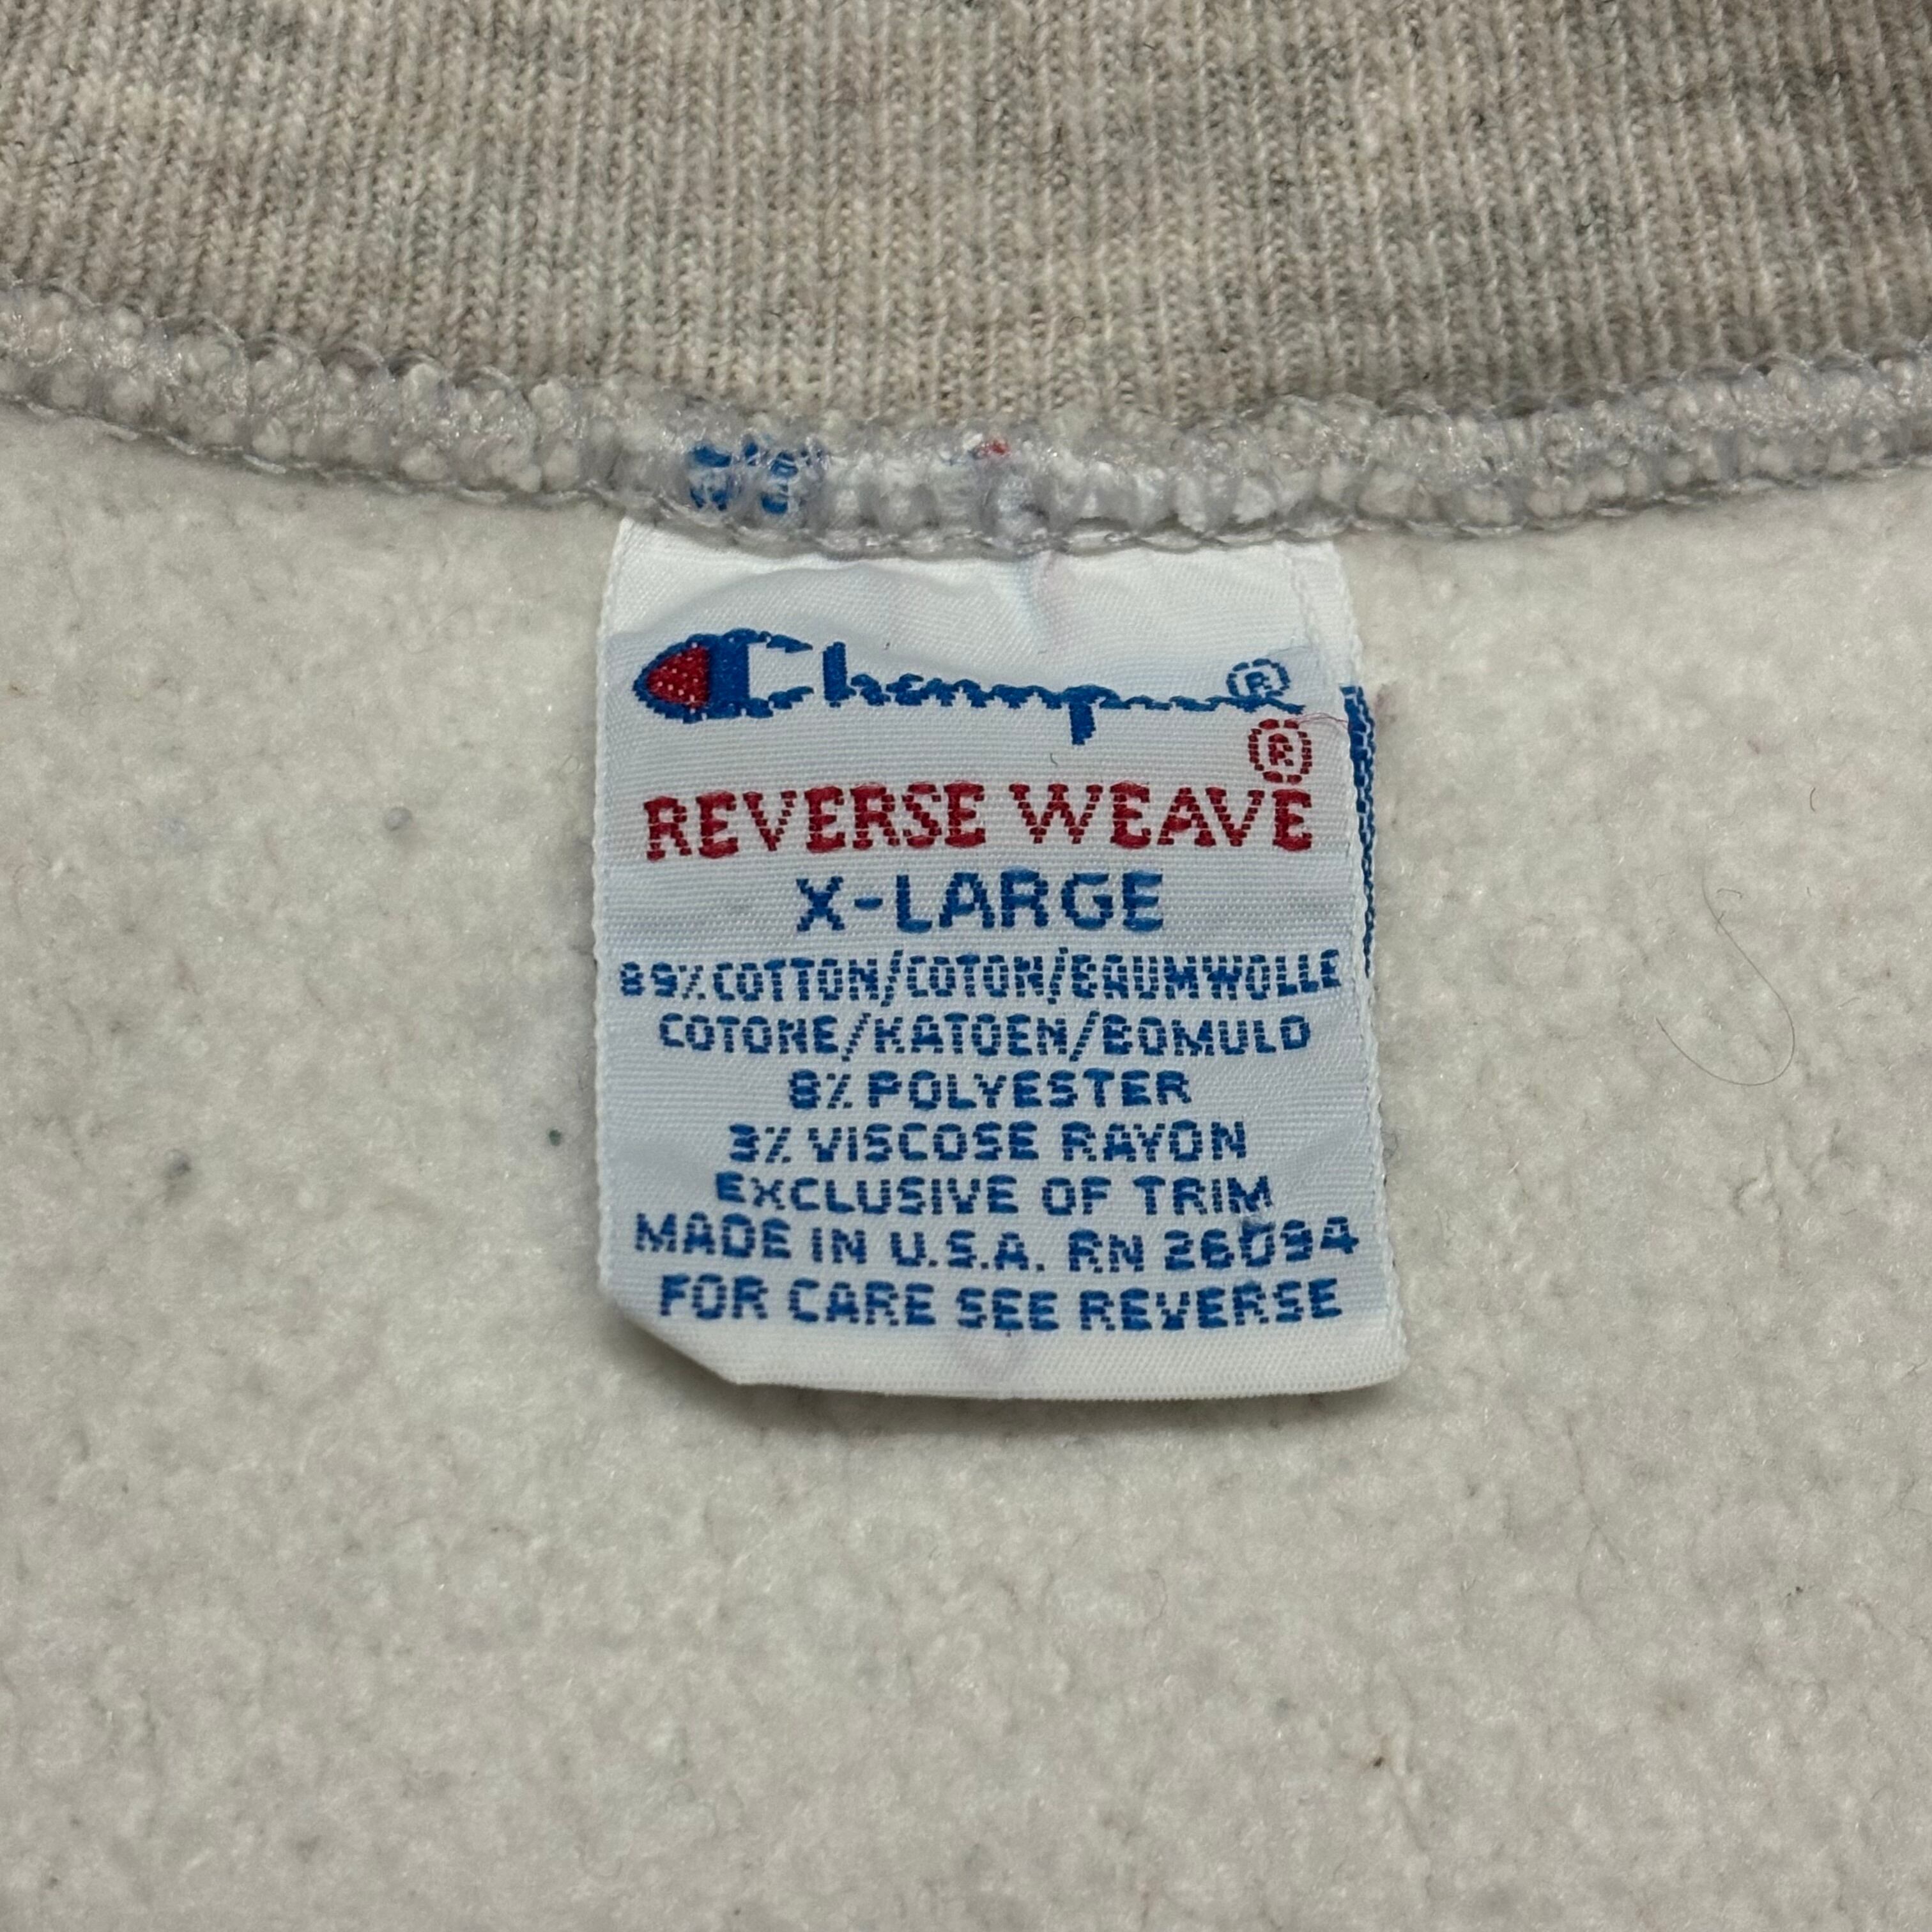 Champion ®
®
REVERSE WEAVE
X-LARGE
89% COTTON/COTON/BAUMWOLLE
COTONE/KATOEN/BOMULD
8% POLYESTER
3% VISCOSE RAYON
EXCLUSIVE OF TRIM
MADE IN U.S.A. RN 26094
FOR CARE SEE REVERSE